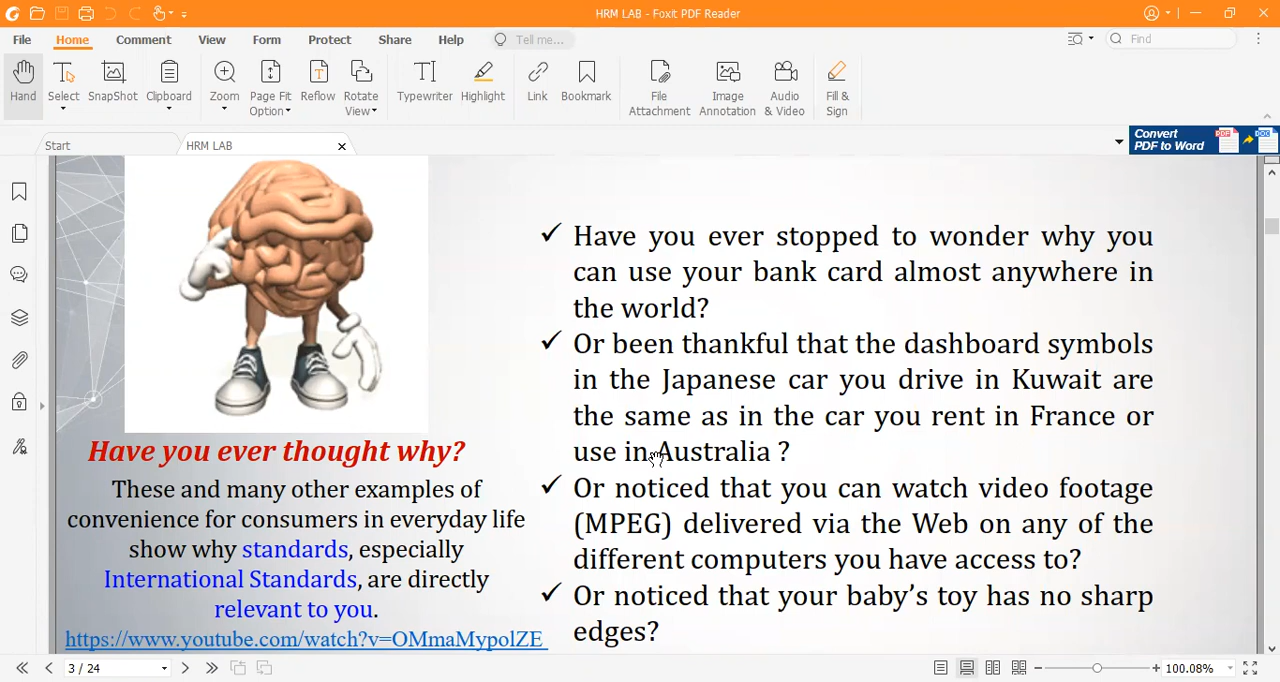 HRM LAB - Foxit PDF Reader
File Home Comment View Form Protect Share Help Tell me... Find
Hand Select SnapShot Clipboard Zoom Page Fit Option Reflow Rotate View Typewriter Highlight Link Bookmark File Attachment Image Annotation Audio & Video Fill & Sign
Start HRM LAB
Convert PDF to Word PDF DOC
Have you ever thought why?
These and many other examples of
convenience for consumers in everyday life
show why standards, especially
International Standards, are directly
relevant to you.
https://www.youtube.com/watch?v=OMmaMypolZE
✓ Have you ever stopped to wonder why you
can use your bank card almost anywhere in
the world?
✓ Or been thankful that the dashboard symbols
in the Japanese car you drive in Kuwait are
the same as in the car you rent in France or
use in Australia ?
✓ Or noticed that you can watch video footage
(MPEG) delivered via the Web on any of the
different computers you have access to?
✓ Or noticed that your baby’s toy has no sharp
edges?
3 / 24 100.08%